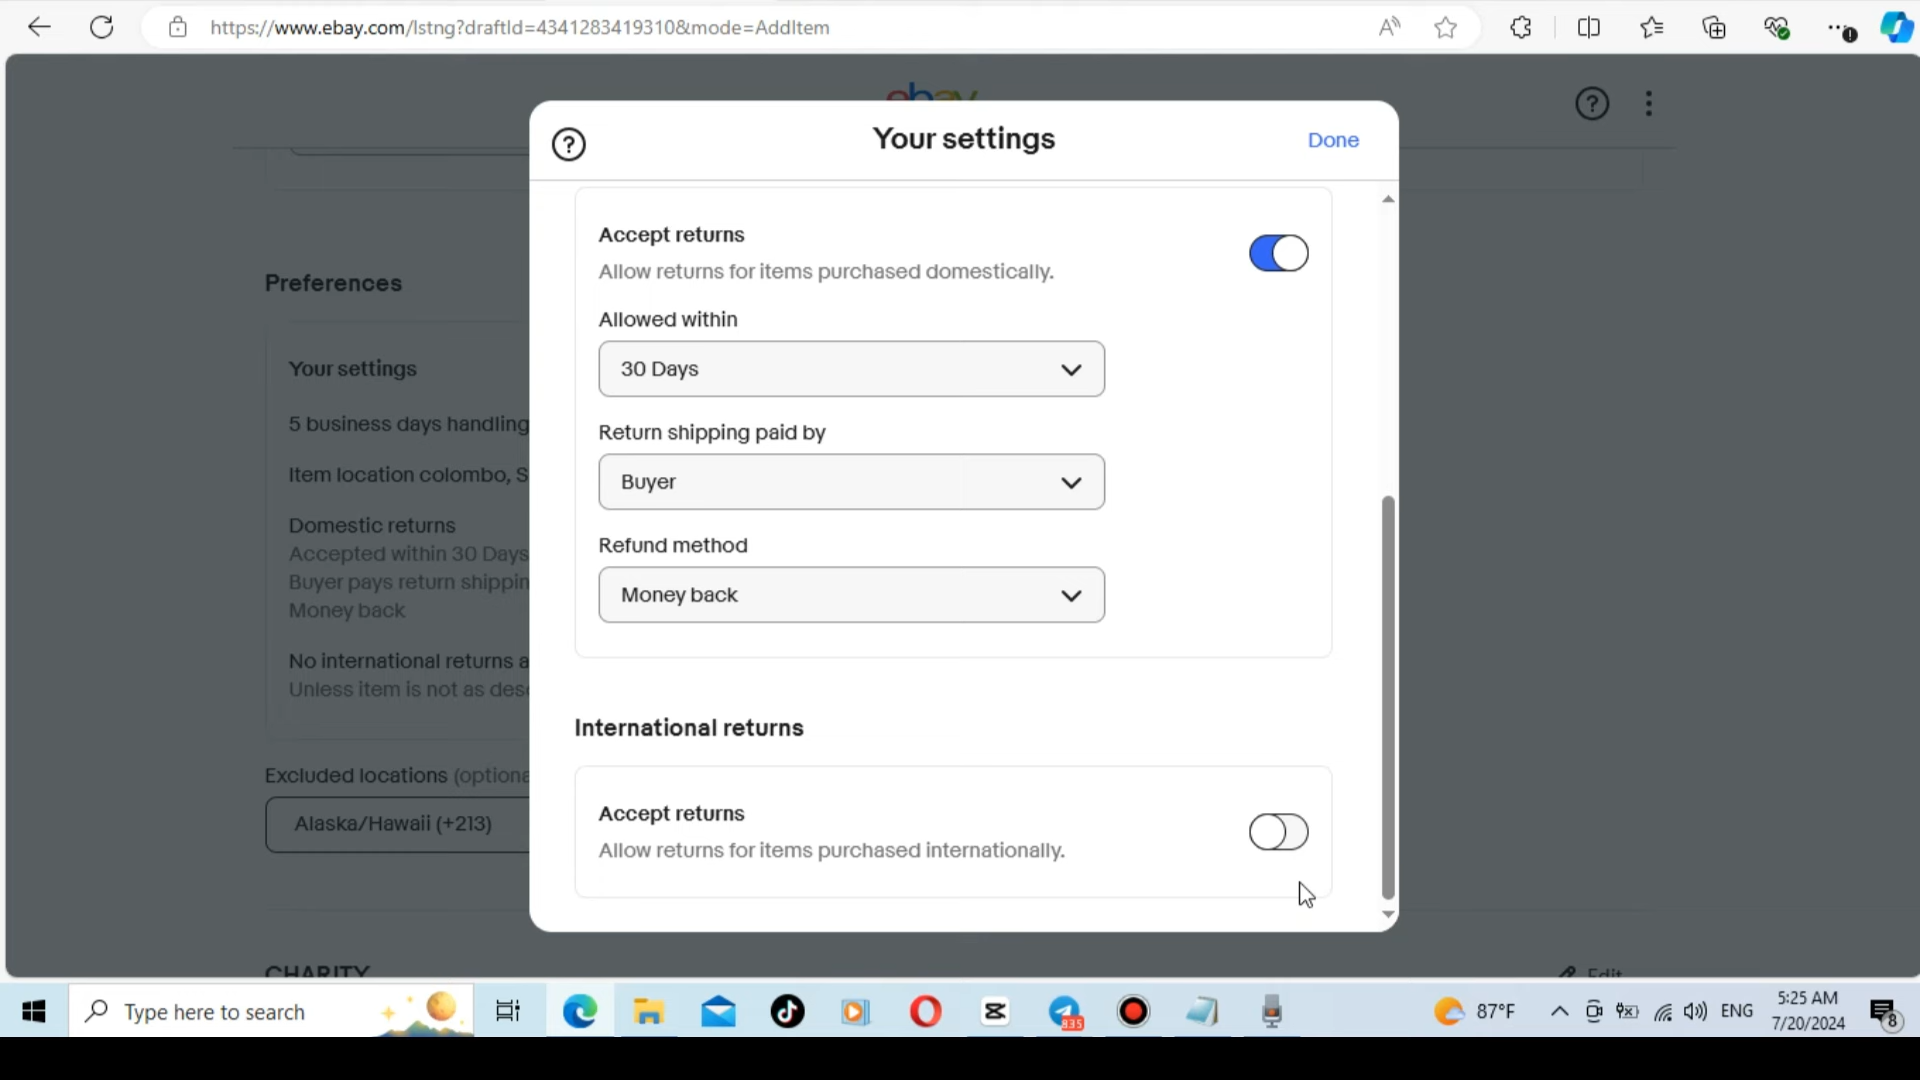 https://www.ebay.com/lstng?draftId=4341283419310&mode=AddItem
ebay
Your settings
Done
Accept returns
Allow returns for items purchased domestically.
Allowed within
30 Days
Return shipping paid by
Buyer
Refund method
Money back
International returns
Accept returns
Allow returns for items purchased internationally.
Preferences
Your settings
5 business days handling
Item location colombo, S
Domestic returns
Accepted within 30 Days
Buyer pays return shippin
Money back
No international returns a
Unless item is not as des
Excluded locations (optiona
Alaska/Hawaii (+213)
CHARITY
Edit
Type here to search
835
87°F
ENG
5:25 AM
7/20/2024
8